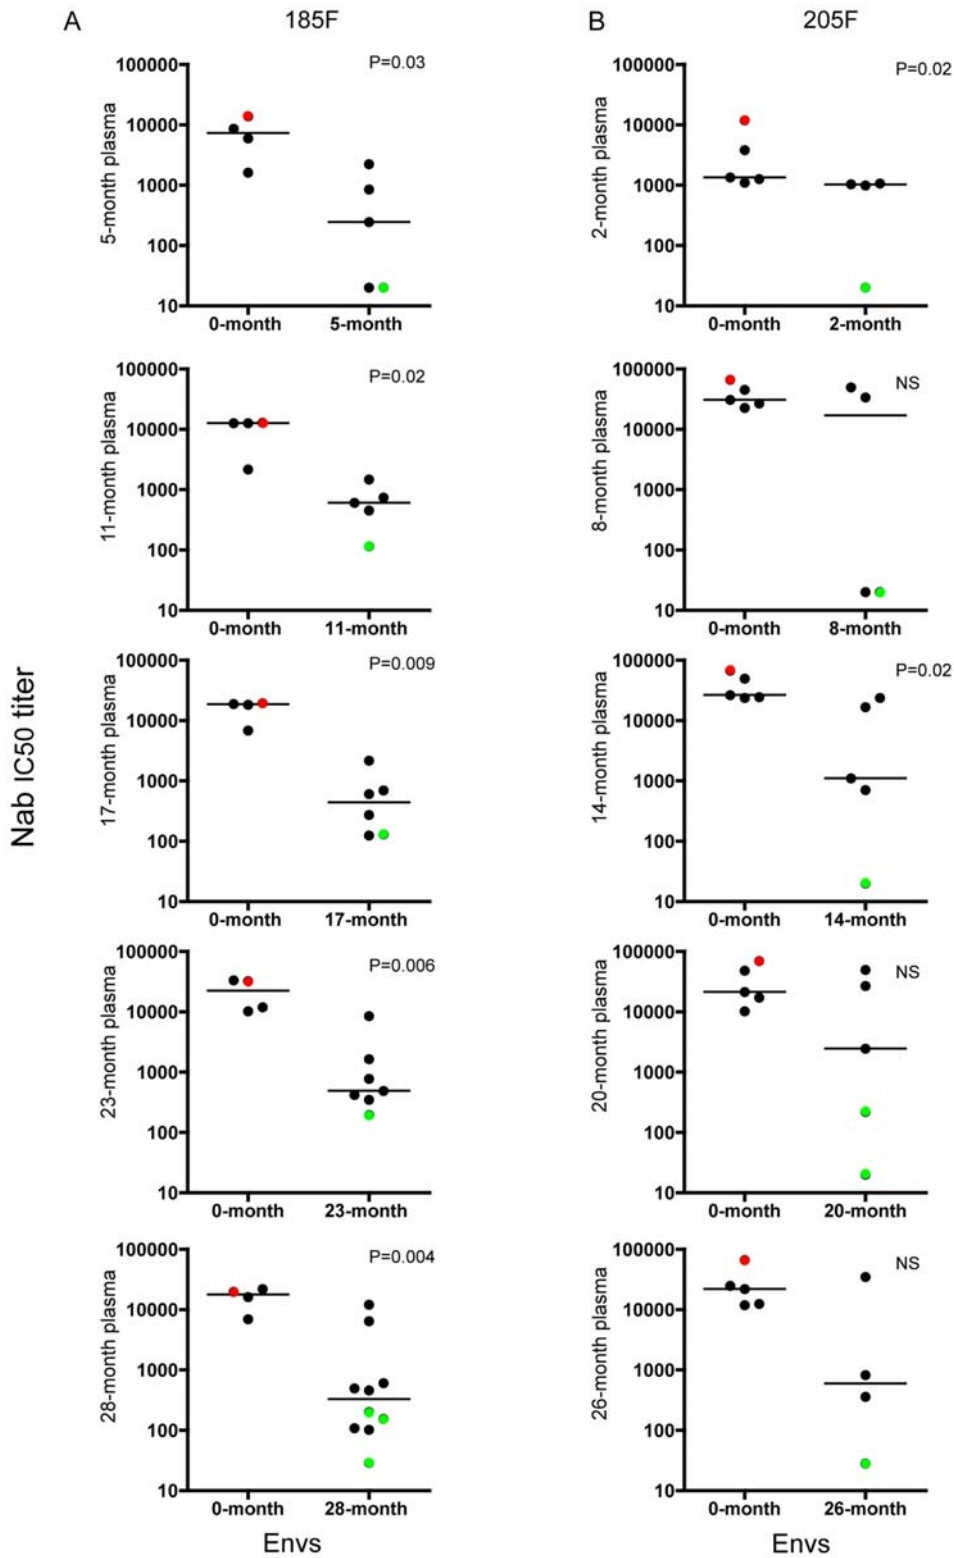 A 185F B 205F
P=0.03
100000
10000
1000
100
10
5-month plasma
0-month 5-month
P=0.02
100000
10000
1000
100
10
2-month plasma
0-month 2-month
P=0.02
100000
10000
1000
100
10
11-month plasma
0-month 11-month
NS
100000
10000
1000
100
10
8-month plasma
0-month 8-month
Nab IC50 titer
P=0.009
100000
10000
1000
100
10
17-month plasma
0-month 17-month
P=0.02
100000
10000
1000
100
10
14-month plasma
0-month 14-month
P=0.006
100000
10000
1000
100
10
23-month plasma
0-month 23-month
NS
100000
10000
1000
100
10
20-month plasma
0-month 20-month
P=0.004
100000
10000
1000
100
10
28-month plasma
0-month 28-month
Envs
NS
100000
10000
1000
100
10
26-month plasma
0-month 26-month
Envs